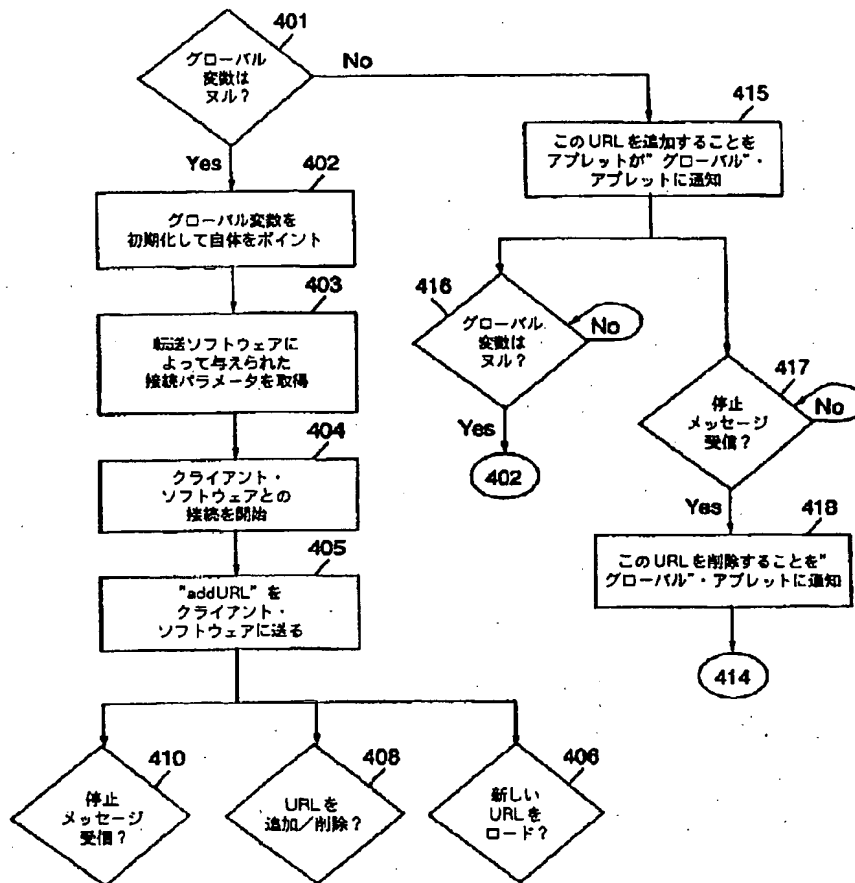 401
グローバル
変数は
ヌル？
No
Yes
402
グローバル変数を
初期化して自体をポイント
403
転送ソフトウェアに
よって与えられた
接続パラメータを取得
404
クライアント・
ソフトウェアとの
接続を開始
405
"addURL"を
クライアント・
ソフトウェアに送る
410
停止
メッセージ
受信？
408
URLを
追加／削除？
406
新しい
URLを
ロード？
415
このURLを追加することを
アプレットが"グローバル"・
アプレットに通知
416
グローバル
変数は
ヌル？
No
Yes
402
417
停止
メッセージ
受信？
No
Yes
418
このURLを削除することを"
グローバル"・アプレットに通知
414